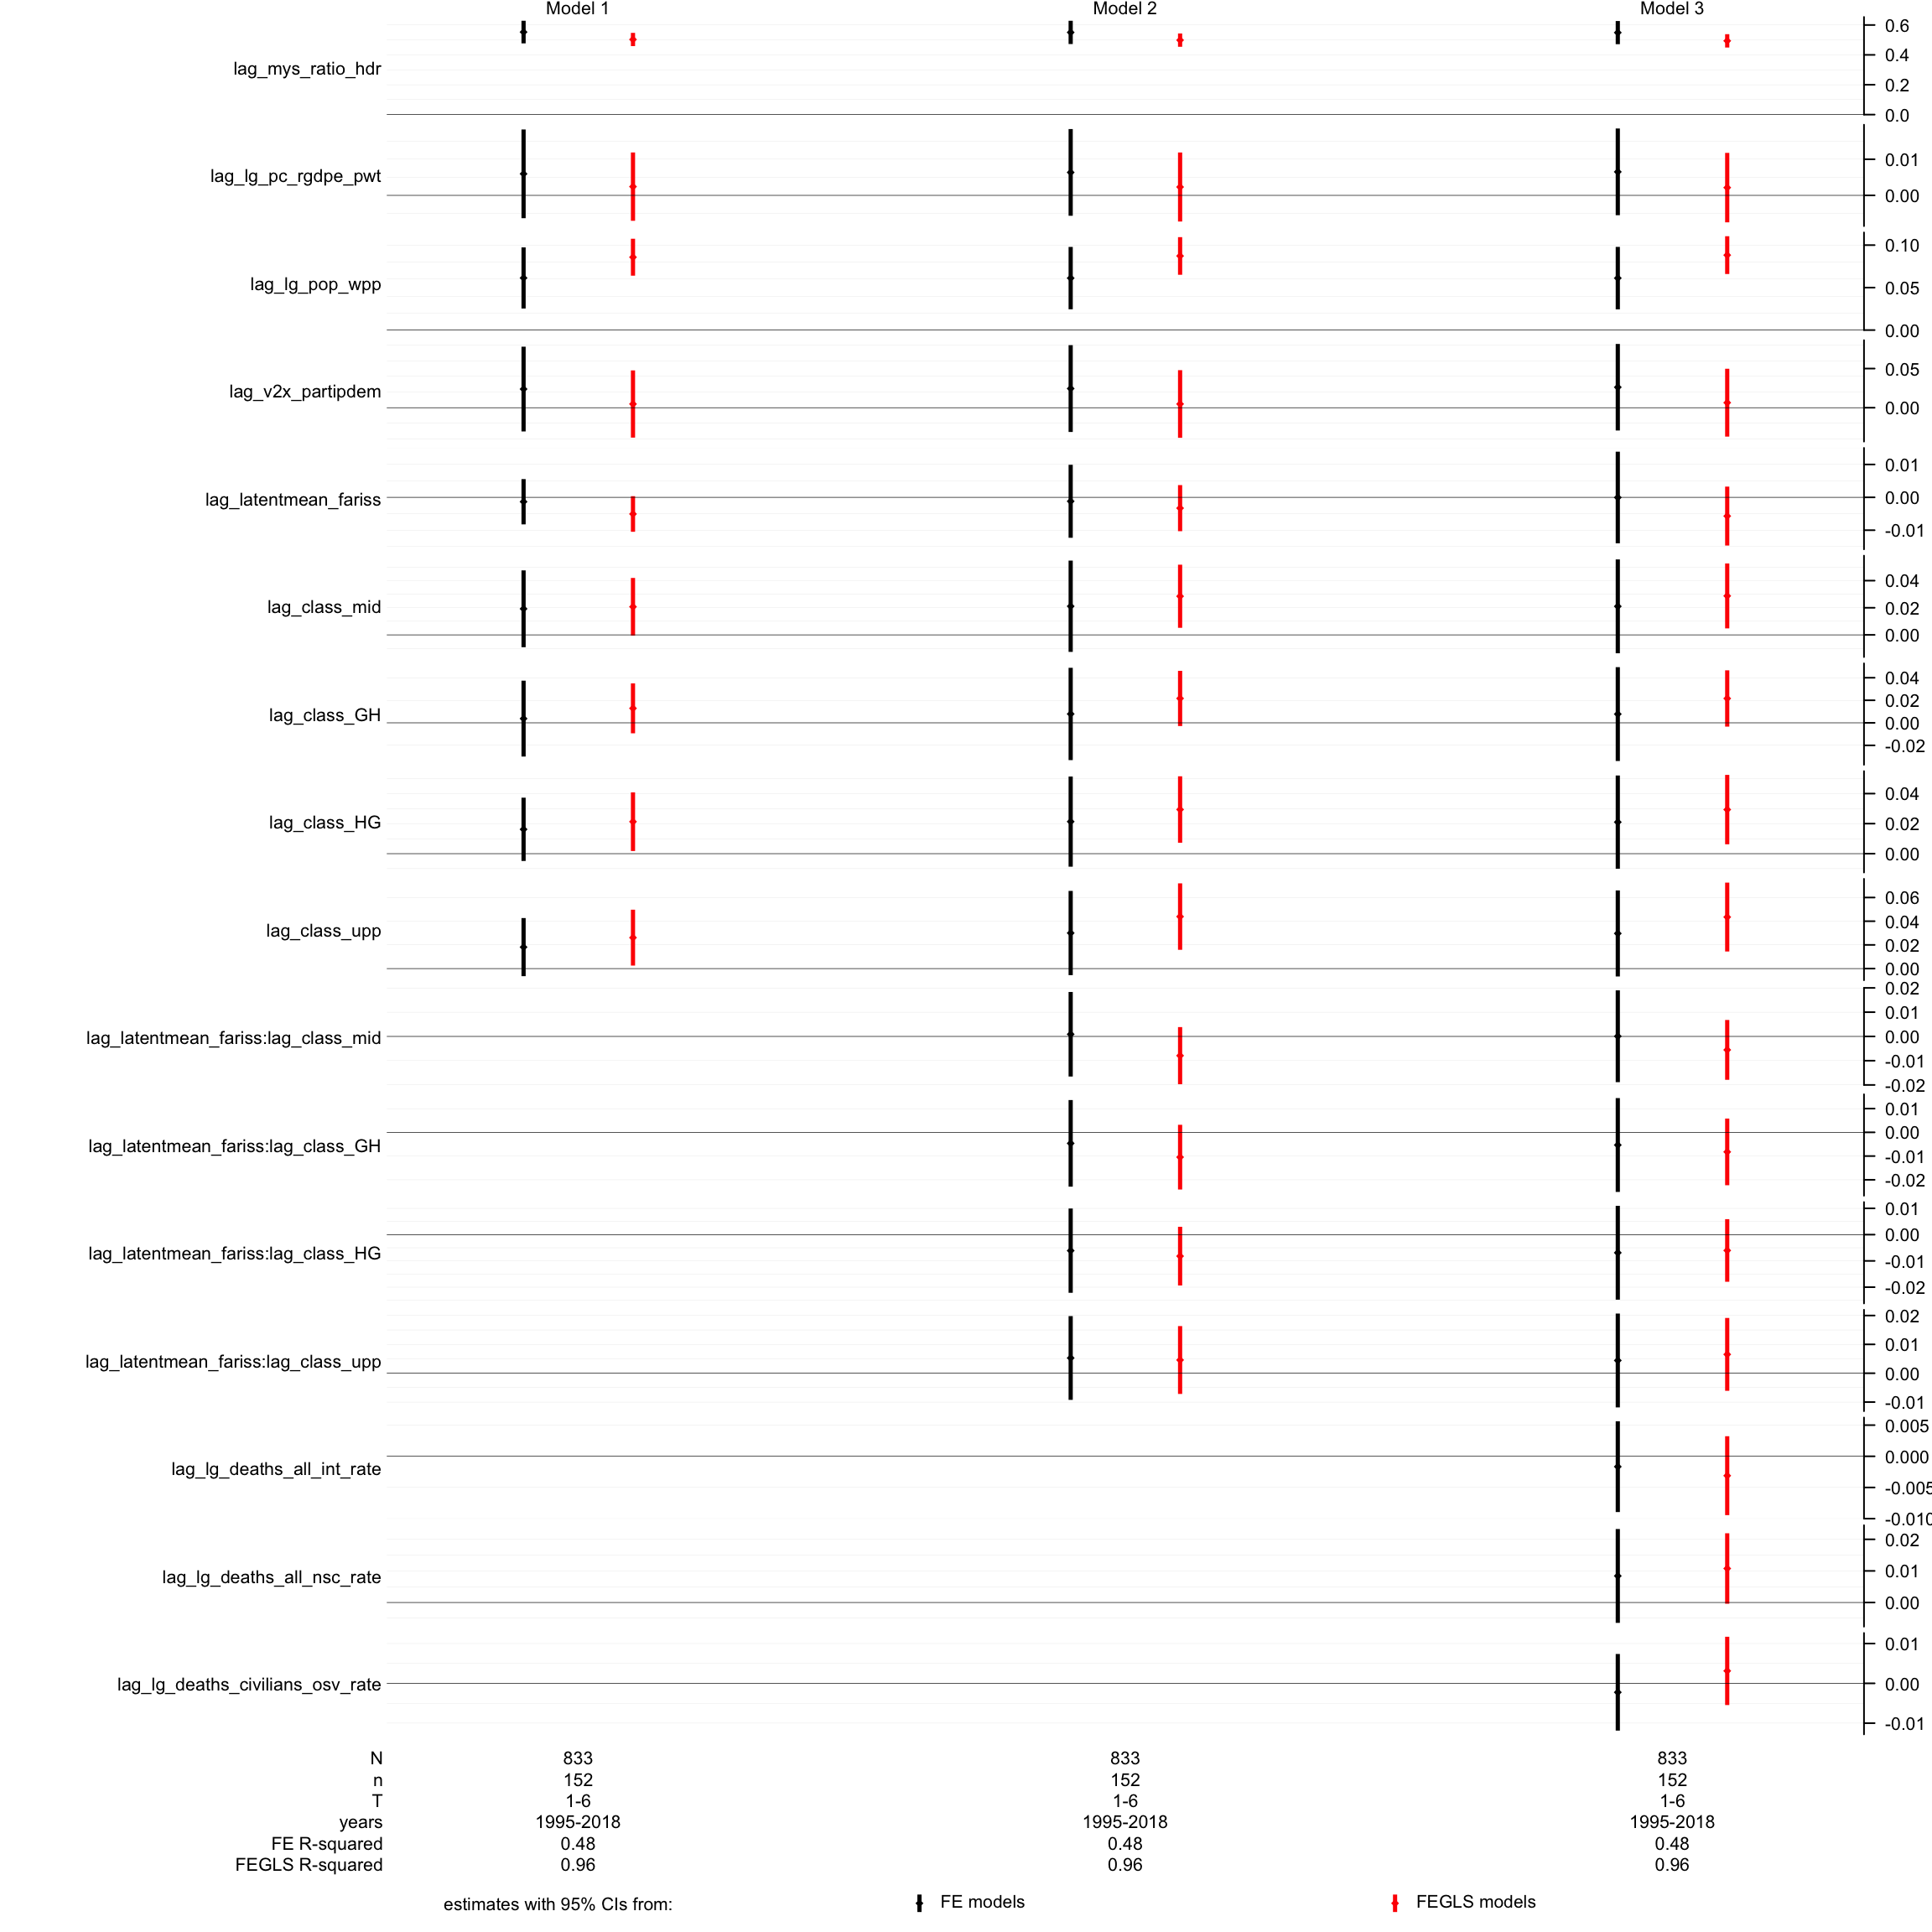 Model 1 Model 2 Model 3
lag_mys_ratio_hdr
0.6
0.4
0.2
0.0
lag_lg_pc_rgdpe_pwt
0.01
0.00
lag_lg_pop_wpp
0.10
0.05
0.00
lag_v2x_partipdem
0.05
0.00
lag_latentmean_fariss
0.01
0.00
-0.01
lag_class_mid
0.04
0.02
0.00
lag_class_GH
0.04
0.02
0.00
-0.02
lag_class_HG
0.04
0.02
0.00
lag_class_upp
0.06
0.04
0.02
0.00
lag_latentmean_fariss:lag_class_mid
0.02
0.01
0.00
-0.01
-0.02
lag_latentmean_fariss:lag_class_GH
0.01
0.00
-0.01
-0.02
lag_latentmean_fariss:lag_class_HG
0.01
0.00
-0.01
-0.02
lag_latentmean_fariss:lag_class_upp
0.02
0.01
0.00
-0.01
lag_lg_deaths_all_int_rate
0.005
0.000
-0.005
-0.010
lag_lg_deaths_all_nsc_rate
0.02
0.01
0.00
lag_lg_deaths_civilians_osv_rate
0.01
0.00
-0.01
N 833 833 833
n 152 152 152
T 1-6 1-6 1-6
years 1995-2018 1995-2018 1995-2018
FE R-squared 0.48 0.48 0.48
FEGLS R-squared 0.96 0.96 0.96
estimates with 95% CIs from: FE models FEGLS models